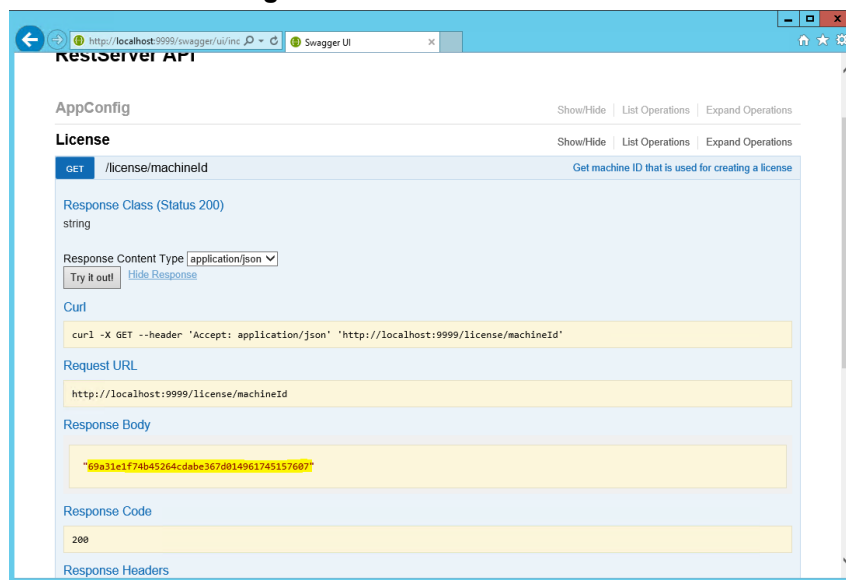 http://localhost:9999/swagger/ui/inc
Swagger UI
RestServer API
AppConfig
Show/Hide | List Operations | Expand Operations
License
Show/Hide | List Operations | Expand Operations
GET /license/machineId
Get machine ID that is used for creating a license
Response Class (Status 200)
string
Response Content Type application/json
Try it out! Hide Response
Curl
curl -X GET --header 'Accept: application/json' 'http://localhost:9999/license/machineId'
Request URL
http://localhost:9999/license/machineId
Response Body
"69a31e1f74b45264cdabe367d014961745157607"
Response Code
200
Response Headers